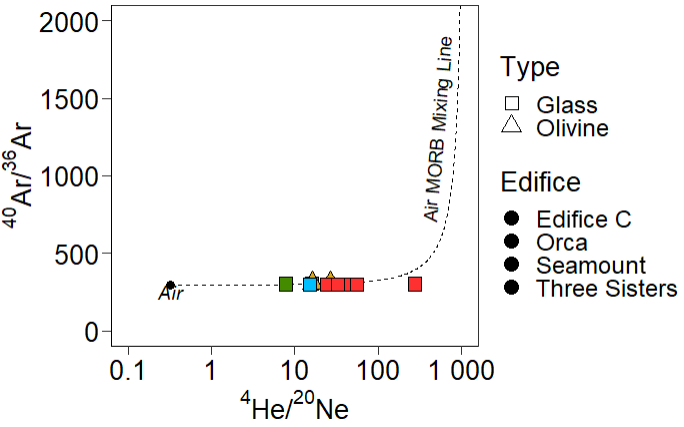 2000
1500
1000
500
0
⁴⁰Ar/³⁶Ar
Air MORB Mixing Line
Air
0.1 1 10 100 1 000
⁴He/²⁰Ne
Type
Glass
Olivine
Edifice
Edifice C
Orca
Seamount
Three Sisters